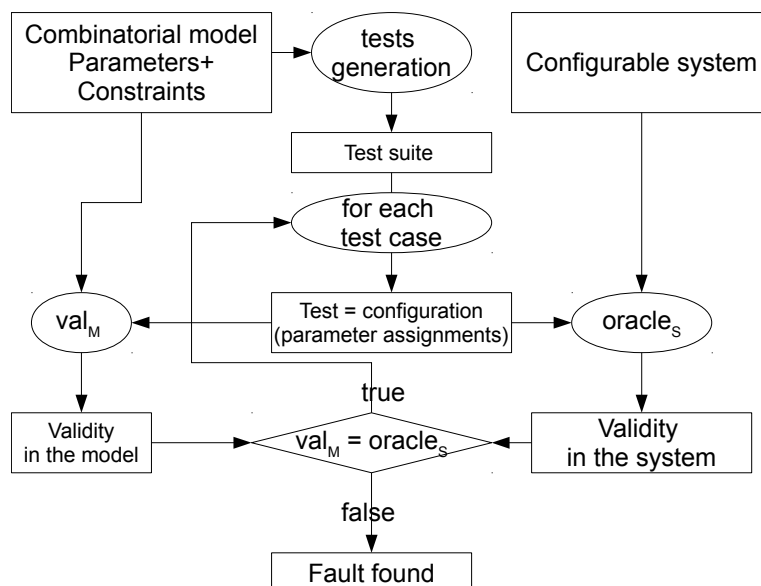 Combinatorial model
Parameters+
Constraints
tests
generation
Configurable system
Test suite
for each
test case
val_M
Test = configuration
(parameter assignments)
oracle_S
true
Validity
in the model
val_M = oracle_S
Validity
in the system
false
Fault found